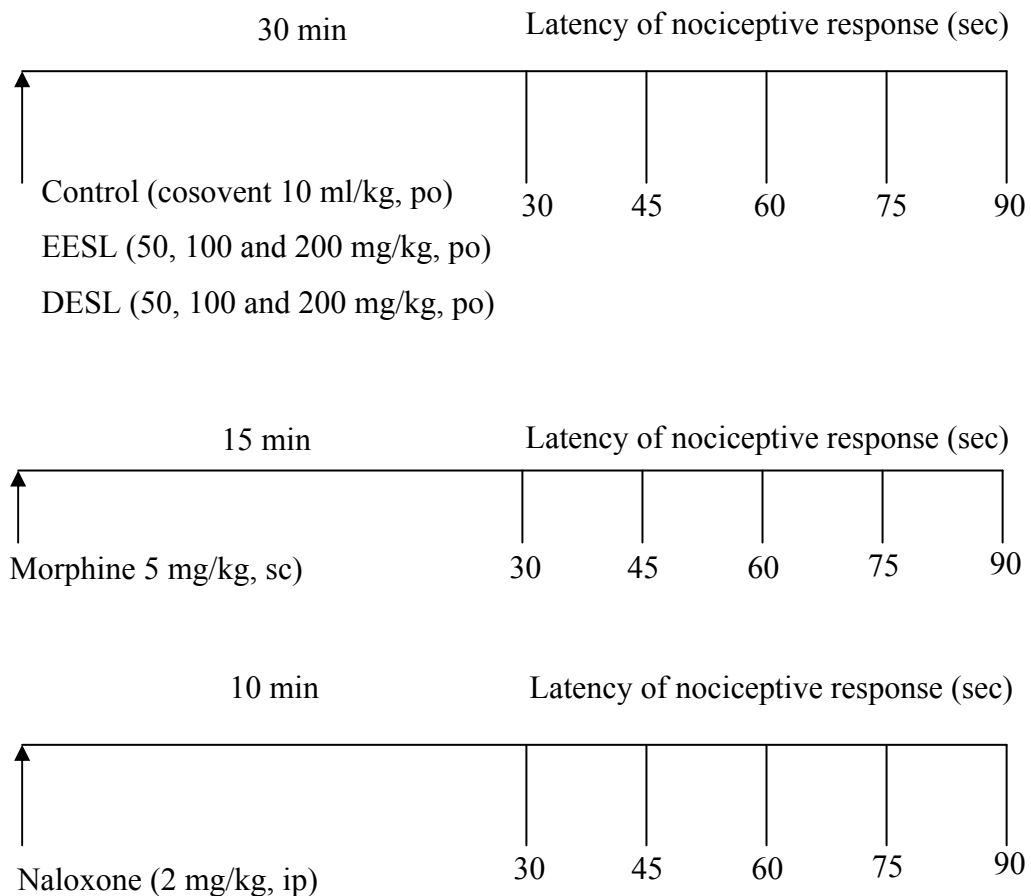 30 min Latency of nociceptive response (sec)
Control (cosovent 10 ml/kg, po)
30 45 60 75 90
EESL (50, 100 and 200 mg/kg, po)
DESL (50, 100 and 200 mg/kg, po)
15 min Latency of nociceptive response (sec)
Morphine 5 mg/kg, sc)
30 45 60 75 90
10 min Latency of nociceptive response (sec)
Naloxone (2 mg/kg, ip)
30 45 60 75 90